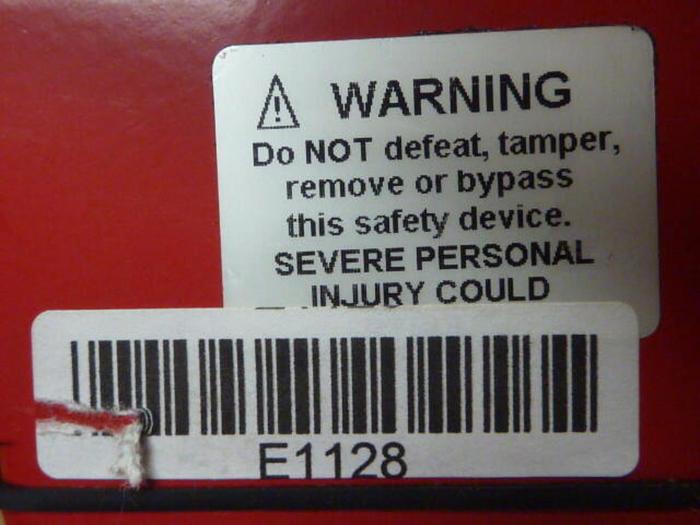 WARNING
Do NOT defeat, tamper,
remove or bypass
this safety device.
SEVERE PERSONAL
INJURY COULD
E1128